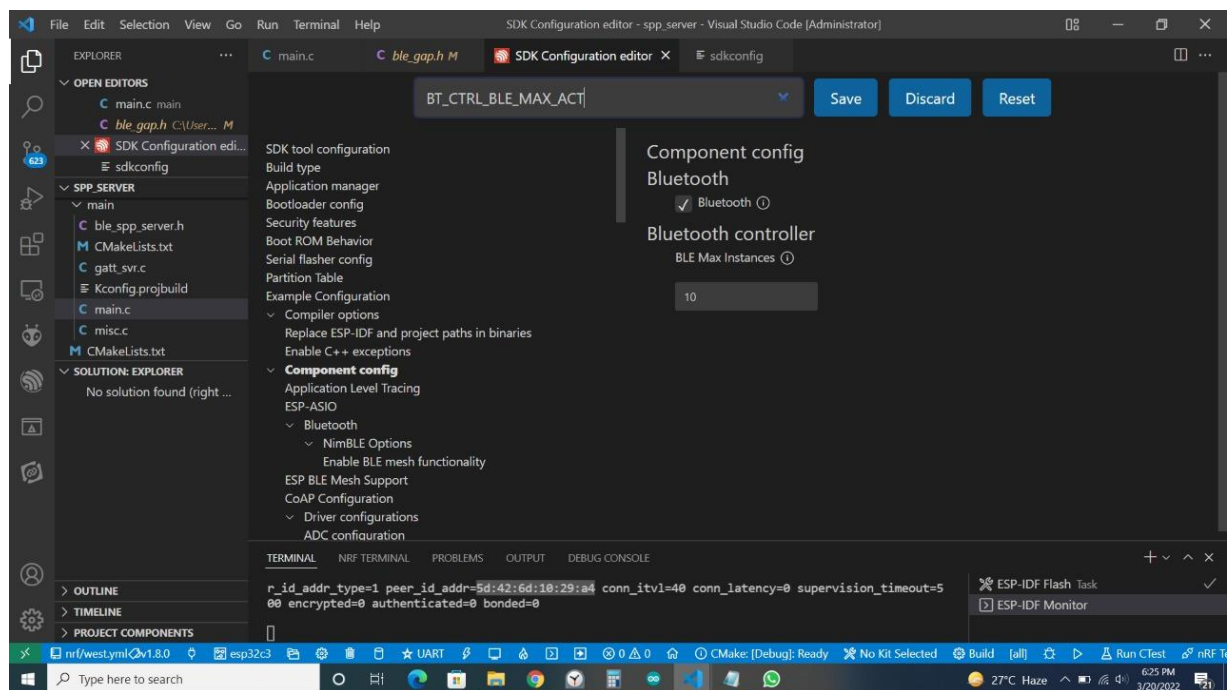 File Edit Selection View Go Run Terminal Help
SDK Configuration editor - spp_server - Visual Studio Code [Administrator]
EXPLORER
OPEN EDITORS
C main.c main
C ble_gap.h C:\User... M
SDK Configuration edi...
sdkconfig
SPP_SERVER
main
C ble_spp_server.h
M CMakeLists.txt
C gatt_svr.c
Kconfig.projbuild
C main.c
C misc.c
M CMakeLists.txt
SOLUTION: EXPLORER
No solution found (right ...
OUTLINE
TIMELINE
PROJECT COMPONENTS
623
C main.c
C ble_gap.h M
SDK Configuration editor
sdkconfig
BT_CTRL_BLE_MAX_ACT
Save
Discard
Reset
SDK tool configuration
Build type
Application manager
Bootloader config
Security features
Boot ROM Behavior
Serial flasher config
Partition Table
Example Configuration
Compiler options
Replace ESP-IDF and project paths in binaries
Enable C++ exceptions
Component config
Application Level Tracing
ESP-ASIO
Bluetooth
NimBLE Options
Enable BLE mesh functionality
ESP BLE Mesh Support
CoAP Configuration
Driver configurations
ADC configuration
Component config
Bluetooth
Bluetooth
Bluetooth controller
BLE Max Instances
10
TERMINAL NRF TERMINAL PROBLEMS OUTPUT DEBUG CONSOLE
r_id_addr_type=1 peer_id_addr=5d:42:6d:10:29:a4 conn_itvl=40 conn_latency=0 supervision_timeout=5
00 encrypted=0 authenticated=0 bonded=0
ESP-IDF Flash Task
ESP-IDF Monitor
nrf/west.yml v1.8.0 esp32c3 UART 0 0 0 CMake: [Debug]: Ready No Kit Selected Build [all] Run CTest nRF Te
Type here to search
27°C Haze
6:25 PM
3/20/2022
21